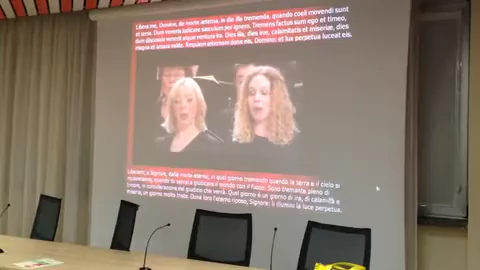 Libera me, Domine, de morte aeterna, in die illa tremenda, quando coeli movendi sunt
et terra. Dum veneris iudicare saeculum per ignem. Tremens factus sum ego et timeo,
dum discussio venerit atque ventura ira. Dies illa, dies irae, calamitatis et miseriae, dies
magna et amara valde. Requiem aeternam dona eis, Domine: et lux perpetua luceat eis.
Liberami, o Signore, dalla morte eterna, in quel giorno tremendo quando la terra e il cielo si
muoveranno, quando tu verrai a giudicare il mondo con il fuoco. Sono tremante pieno di
timore, in considerazione del giudizio che verrà. Quel giorno è un giorno di ira, di calamità e
miseria, un giorno molto triste. Dona loro l'eterno riposo, Signore: li illumini la luce perpetua.